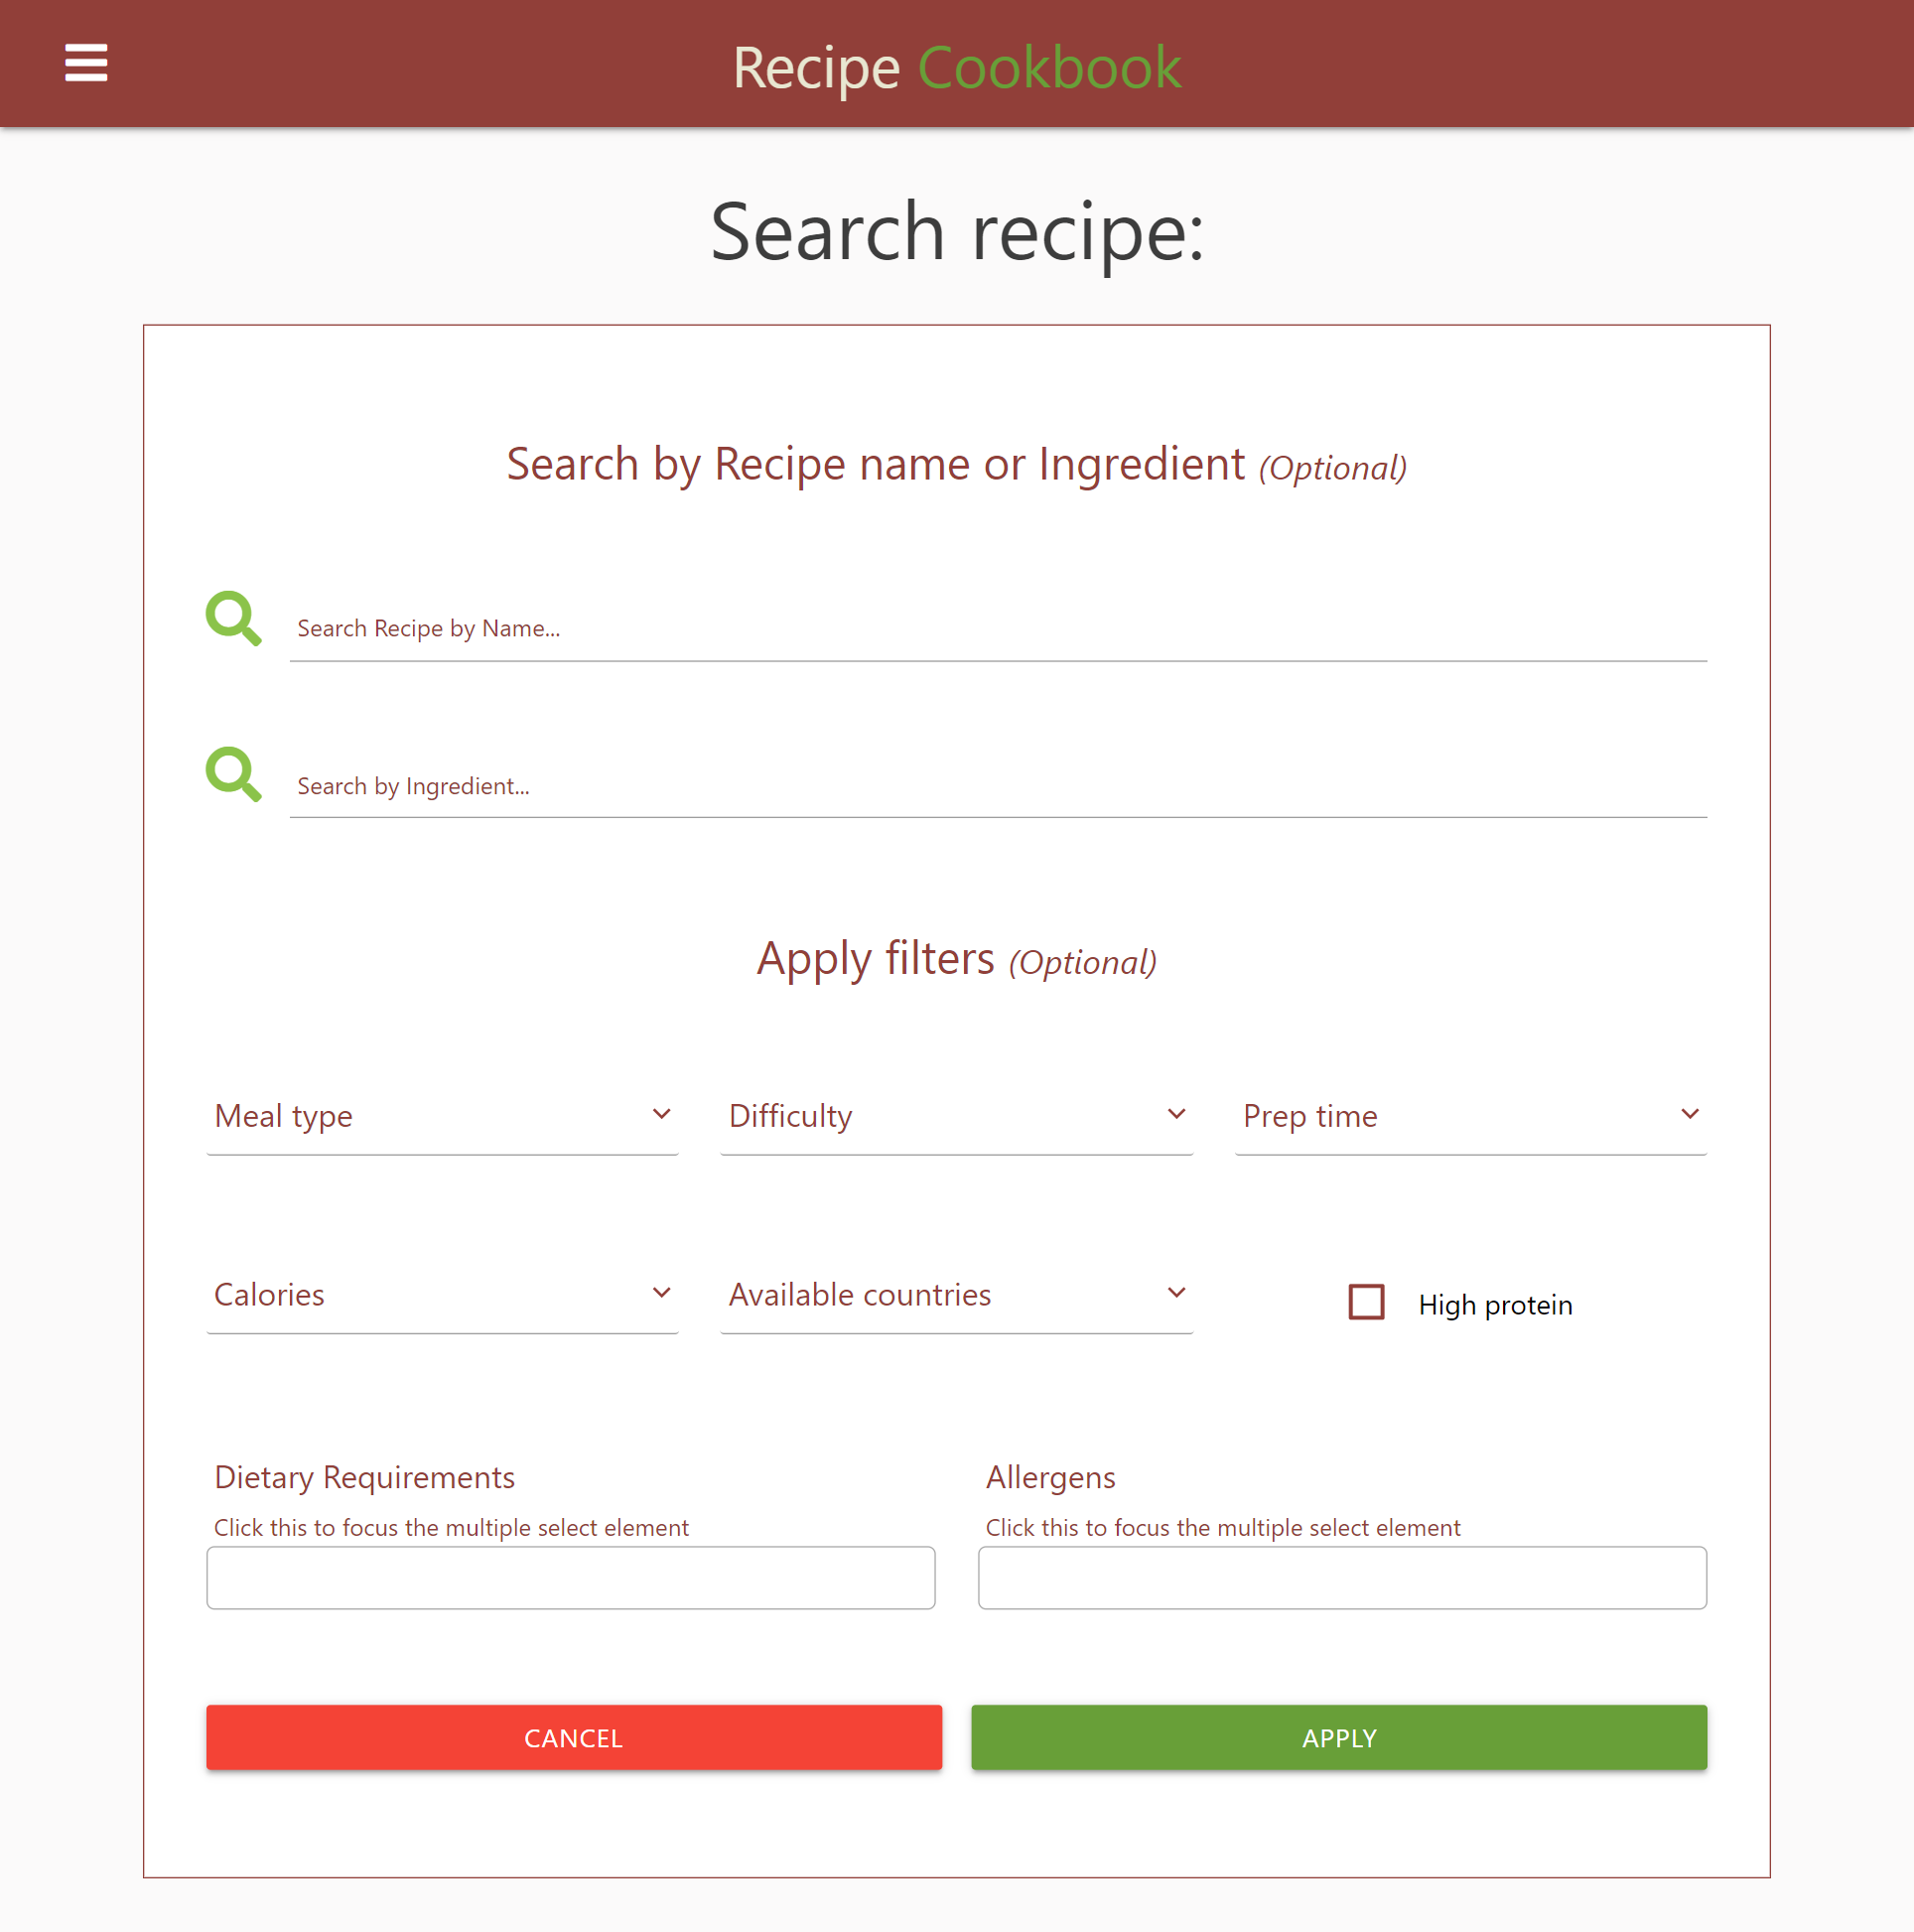 Recipe Cookbook
Search recipe:
Search by Recipe name or Ingredient (Optional)
Search Recipe by Name...
Search by Ingredient...
Apply filters (Optional)
Meal type Difficulty Prep time
Calories Available countries High protein
Dietary Requirements Allergens
Click this to focus the multiple select element Click this to focus the multiple select element
CANCEL APPLY